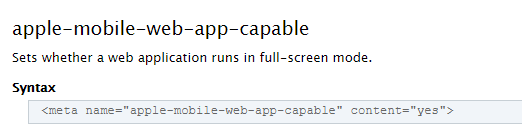 apple-mobile-web-app-capable
Sets whether a web application runs in full-screen mode.
Syntax
<meta name="apple-mobile-web-app-capable" content="yes">